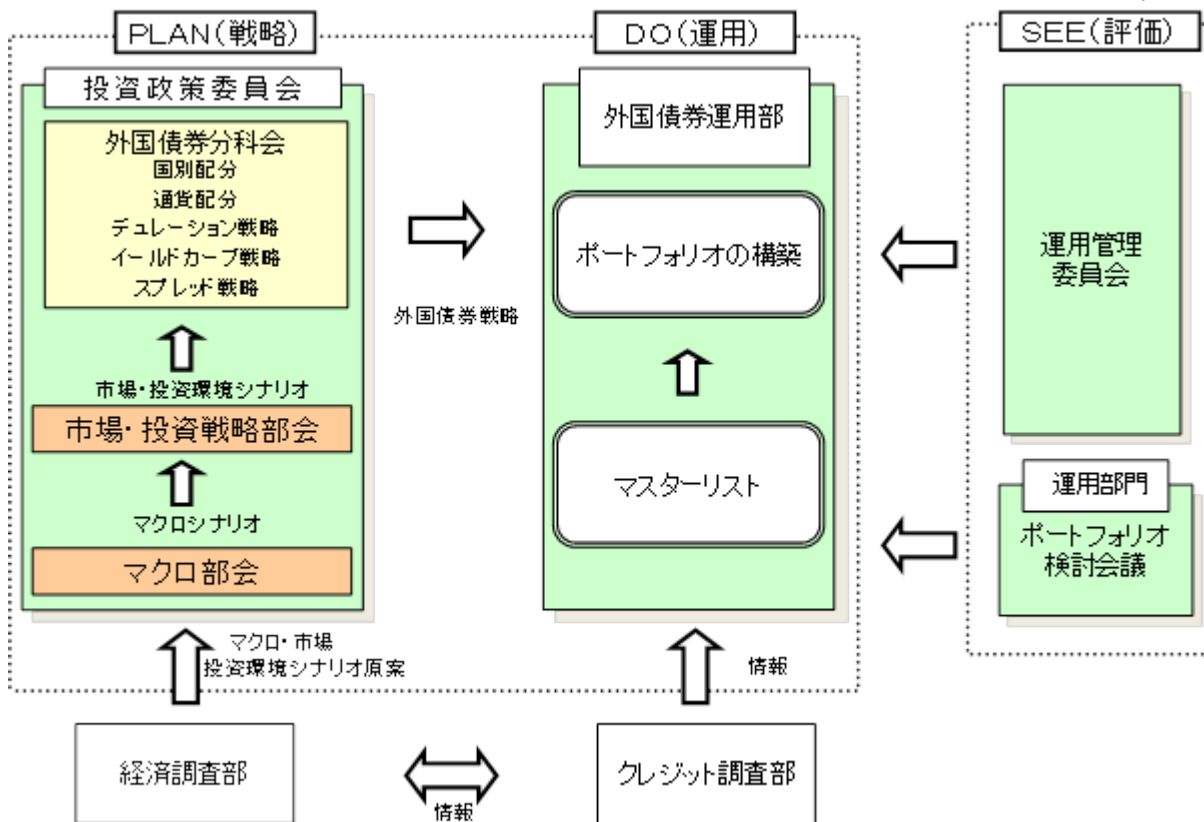 PLAN(戦略)
投資政策委員会
外国債券分科会
国別配分
通貨配分
デュレーション戦略
イールドカーブ戦略
スプレッド戦略
市場・投資環境シナリオ
市場・投資戦略部会
マクロシナリオ
マクロ部会
マクロ・市場
投資環境シナリオ原案
経済調査部
外国債券戦略
DO(運用)
外国債券運用部
ポートフォリオの構築
マスターリスト
情報
クレジット調査部
情報
SEE(評価)
運用管理
委員会
運用部門
ポートフォリオ
検討会議